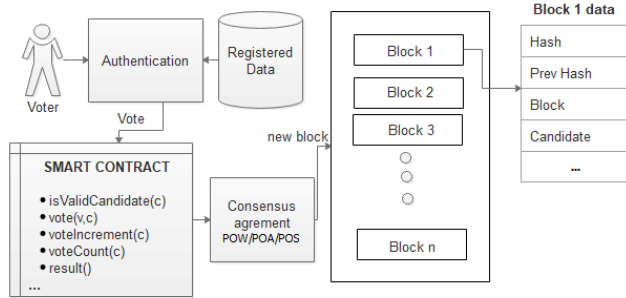 Voter
Authentication
Registered
Data
Vote
SMART CONTRACT
• isValidCandidate(c)
• vote(v,c)
• voteIncrement(c)
• voteCount(c)
• result()
...
Consensus
agrement
POW/POA/POS
new block
Block 1
Block 2
Block 3
Block n
Block 1 data
Hash
Prev Hash
Block
Candidate
...